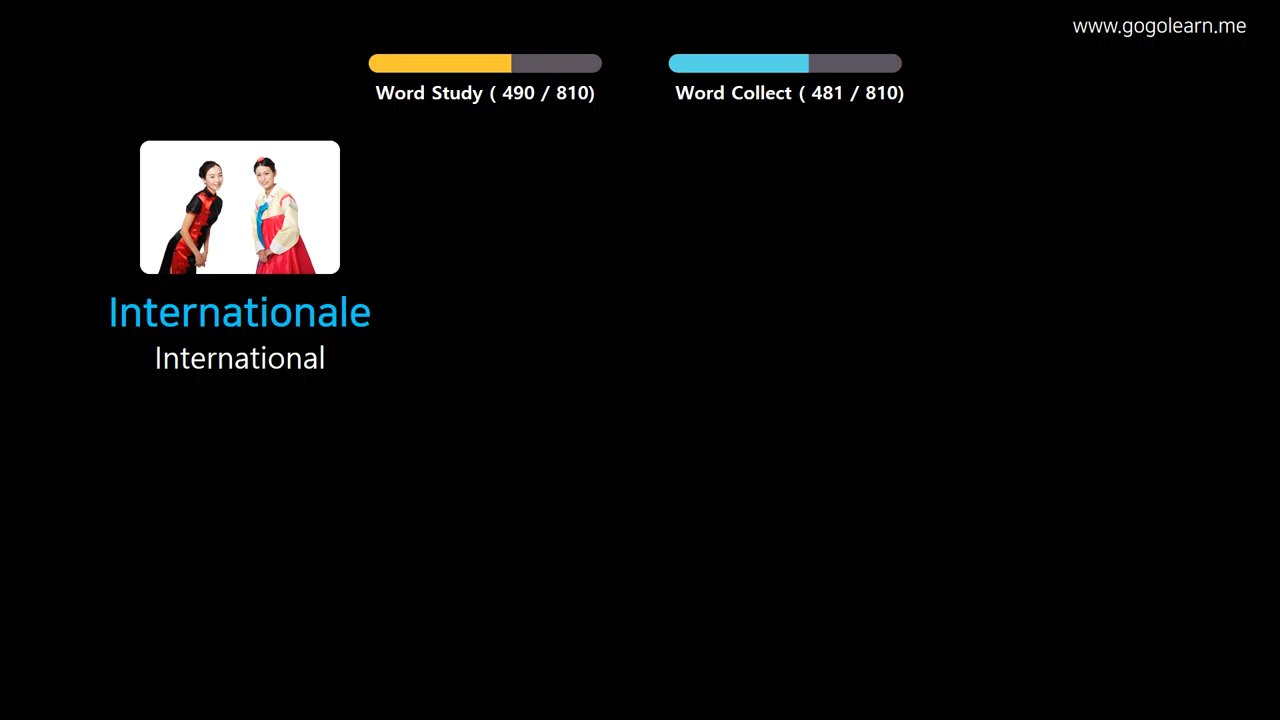 www.gogolearn.me
Word Study ( 490 / 810)
Word Collect ( 481 / 810)
Internationale
International